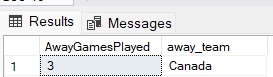 Results Messages
AwayGamesPlayed away_team
1 3 Canada